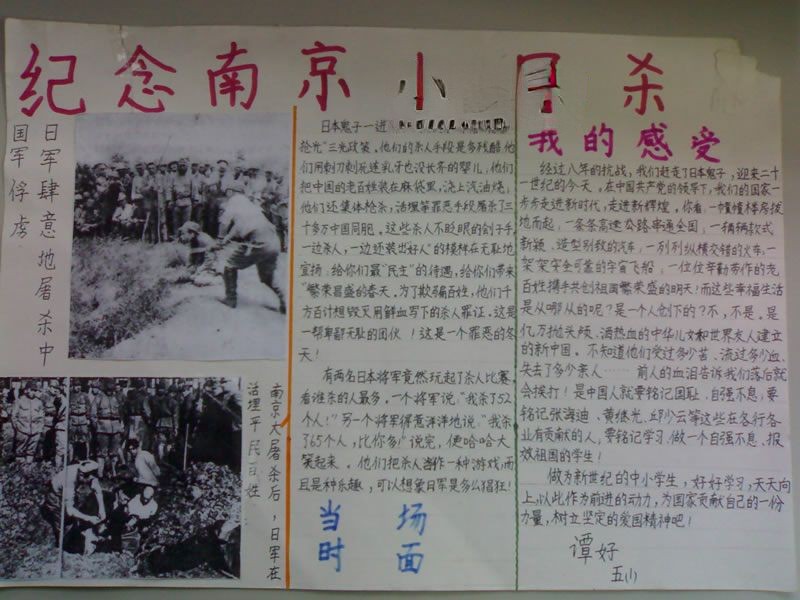 纪念南京小杀
日军肆意地屠杀中
国军俘虏
南京大屠杀后，日军在
活埋平民百姓
日本鬼子一进
抢光"三光政策，他们的杀人手段是多残酷他
们用刺刀刺死连乳牙也没长齐的婴儿，他们
把中国的老百姓装在麻袋里，浇上汽油烧，
他们还集体枪杀，活埋等罪恶手段屠杀了三
十多万中国同胞，这些杀人不眨眼的刽子手
一边杀人，一边还装出好人"的模样在无耻地
宣扬：给你们最"民主"的待遇，给你们带来
"繁荣昌盛的春天，为了欺骗百姓，他们千
方百计想毁灭用鲜血写下的杀人罪证，这是
一帮卑鄙无耻的团伙！这是一个罪恶的冬
天！
有两名日本将军竟然玩起了杀人比赛，
看谁杀的人最多。一个将军说"我杀了52
个人！"另一个将军得意洋洋地说"我杀
了65个人，比你多！"说完，便哈哈大
笑起来。他们把杀人当作一种游戏，而
且是种乐趣，可以想象日军是多么猖狂！
当时
场面
我的感受
经过八年的抗战，我们赶走了日本鬼子，迎来二十
一世纪的今天，在中国共产党的领导下，我们的国家一
步步走进新时代，走进新辉煌，你看，一幢幢楼房拔
地而起；一条条高速公路串通全国；一辆辆款式
新颖、造型别致的汽车；一列列纵横交错的火车；一
架架安全可靠的宇宙飞船；一位位辛勤劳作的老
百姓携手共创祖国繁荣盛的明天！而这些幸福生活
是从哪从的呢？是一个人创下的？不，不是。是
亿万抛头颅、洒热血的中华儿女和世界友人建立
的新中国。不知道他们受过多少苦、流过多少血、
失去了多少亲人……前人的血泪告诉我们落后就
会挨打！是中国人就要铭记国耻、自强不息；要
铭记张海迪、黄继光、邱少云等这些在各行各
业有贡献的人，要铭记学习，做一个自强不息、报
效祖国的学生！
做为新世纪的中小学生，好好学习，天天向
上，以此作为前进的动力，为国家贡献自己的一份
力量，树立坚定的爱国精神吧！
谭好
五(1)